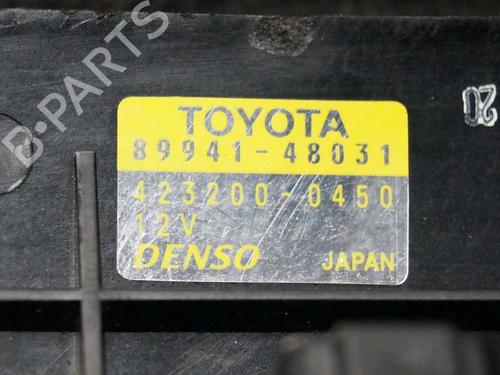 B-PARTS
TOYOTA
89941-48031
423200-0450
12V
DENSO JAPAN
20